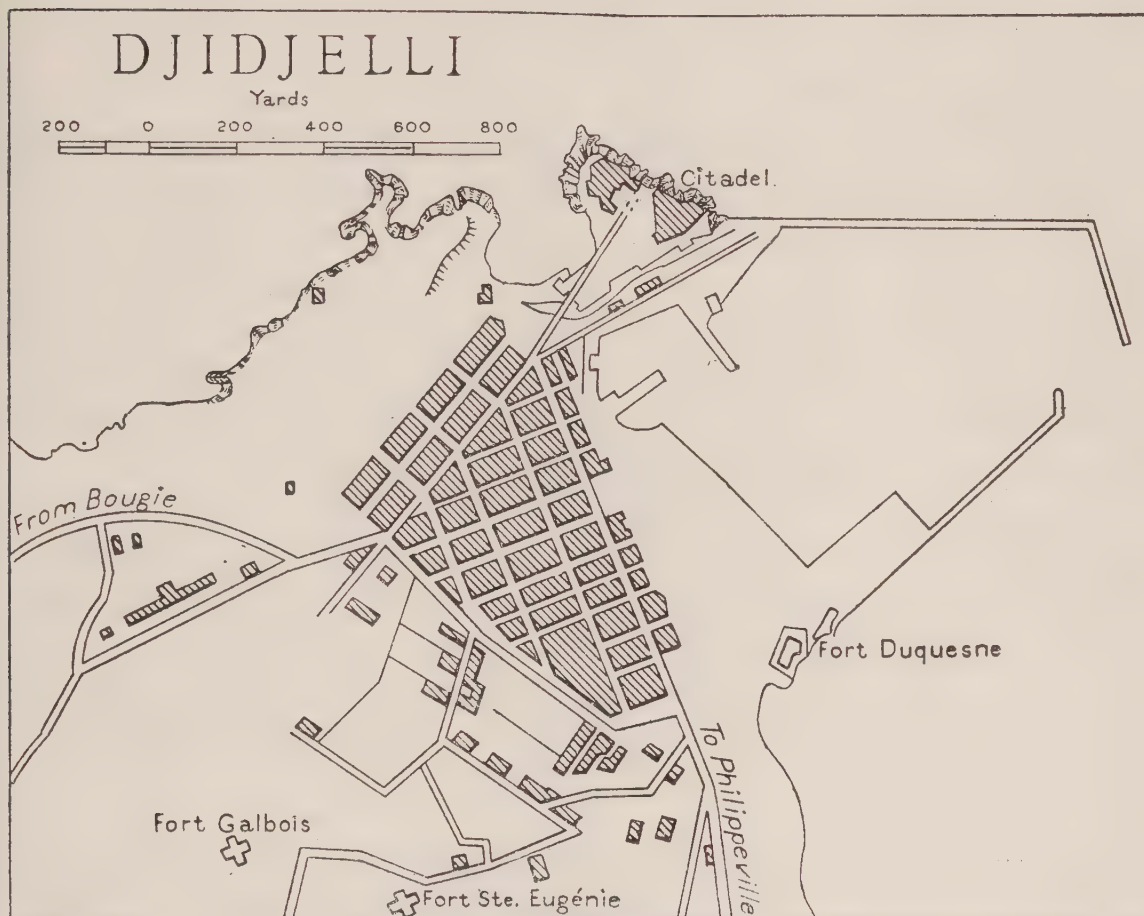 DJIDJELLI
Yards
200 0 200 400 600 800
Citadel.
From Bougie
Fort Duquesne
To Philippeville
Fort Galbois
Fort Ste. Eugénie